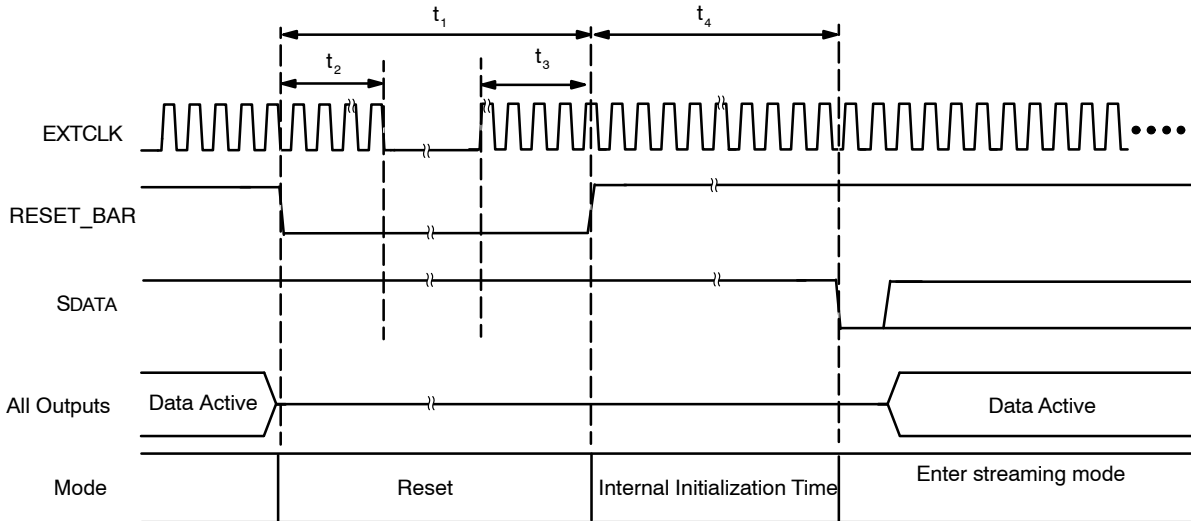 t1
t4
t2
t3
EXTCLK
RESET_BAR
SDATA
All Outputs
Data Active
Data Active
Mode
Reset
Internal Initialization Time
Enter streaming mode